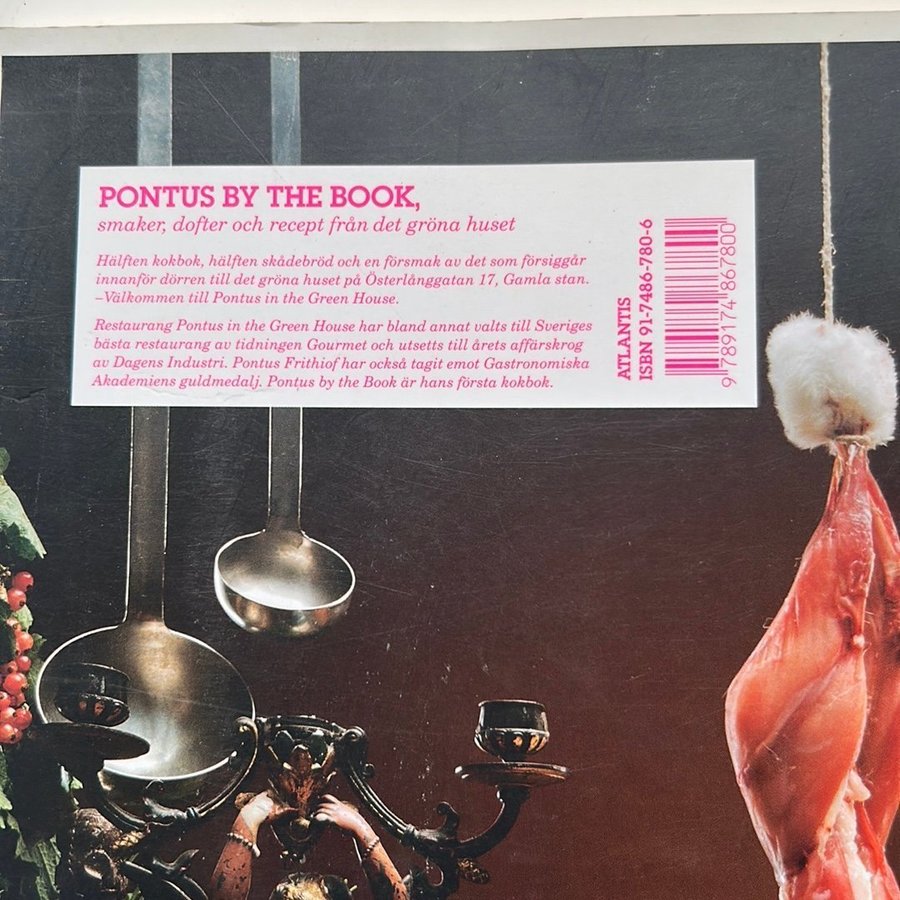 PONTUS BY THE BOOK,
smaker, dofter och recept från det gröna huset
Hälften kokbok, hälften skådebröd och en försmak av det som försiggår
innanför dörren till det gröna huset på Österlånggatan 17, Gamla stan.
–Välkommen till Pontus in the Green House.
Restaurang Pontus in the Green House har bland annat valts till Sveriges
bästa restaurang av tidningen Gourmet och utsetts till årets affärskrog
av Dagens Industri. Pontus Frithiof har också tagit emot Gastronomiska
Akademiens guldmedalj. Pontus by the Book är hans första kokbok.
ATLANTIS
ISBN 91-7486-780-6
9 789174 867800